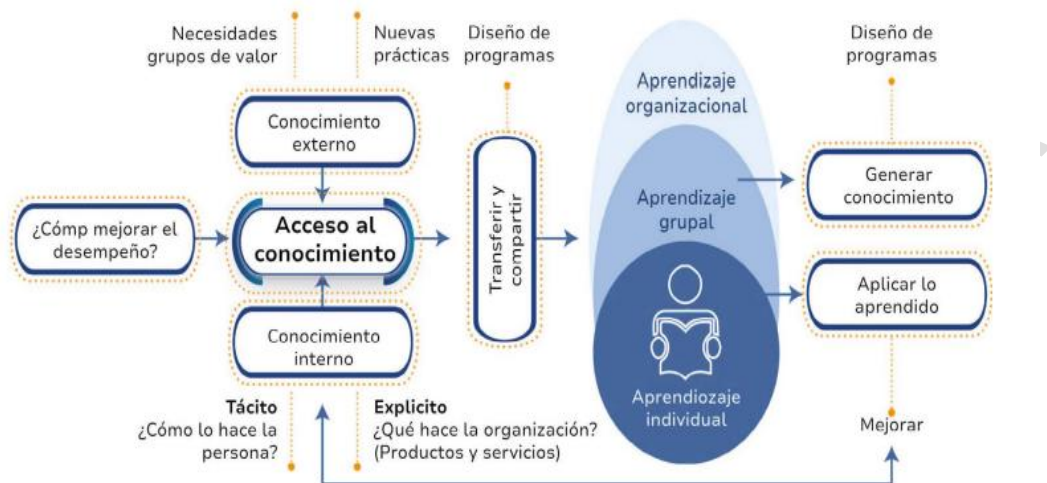 Necesidades
grupos de valor
Nuevas
prácticas
Diseño de
programas
Diseño de
programas
Conocimiento
externo
¿Cómp mejorar el
desempeño?
Acceso al
conocimiento
Conocimiento
interno
Tácito
¿Cómo lo hace la
persona?
Explicito
¿Qué hace la organización?
(Productos y servicios)
Transferir y
compartir
Aprendizaje
organizacional
Aprendizaje
grupal
Aprendiozaje
individual
Generar
conocimiento
Aplicar lo
aprendido
Mejorar